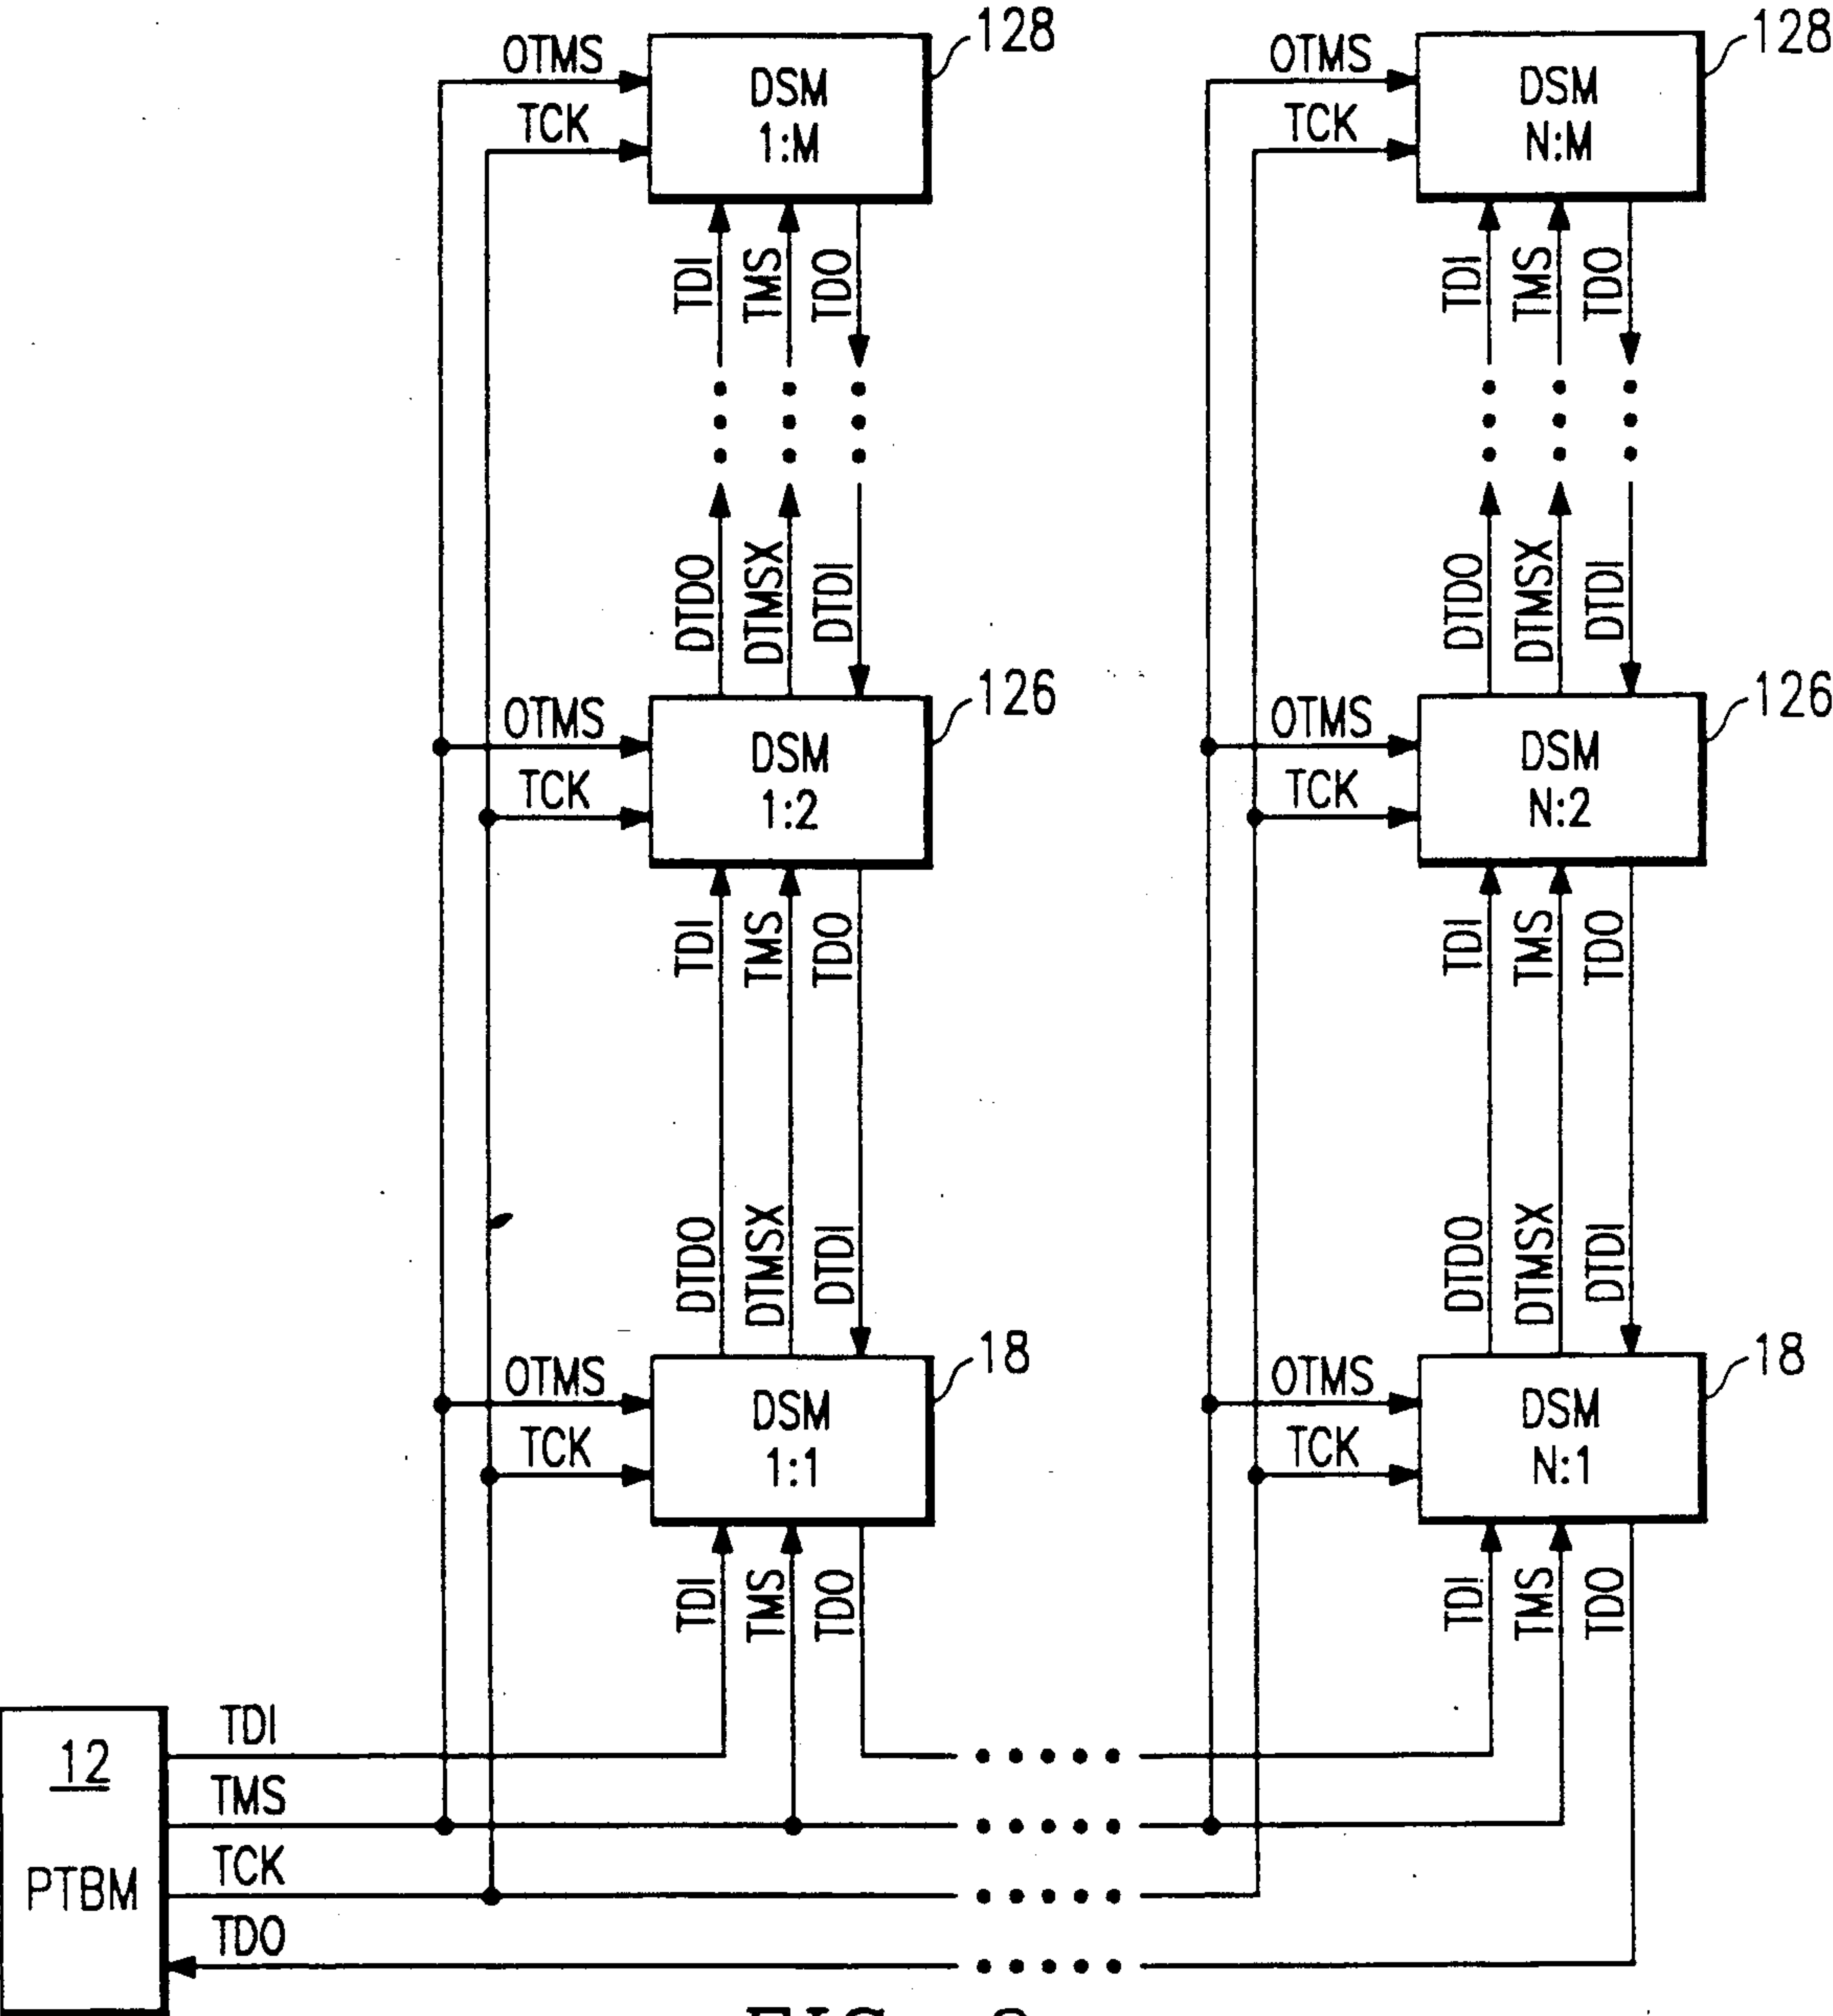 OTMS
TCK
DSM
1:M
128
OTMS
TCK
DSM
N:M
128
TDI
TMS
TDO
TDI
TMS
TDO
DTDO
DTMSX
DTDI
DTDO
DTMSX
DTDI
OTMS
TCK
DSM
1:2
126
OTMS
TCK
DSM
N:2
126
TDI
TMS
TDO
TDI
TMS
TDO
DTDO
DTMSX
DTDI
DTDO
DTMSX
DTDI
OTMS
TCK
DSM
1:1
18
OTMS
TCK
DSM
N:1
18
TDI
TMS
TDO
TDI
TMS
TDO
12
PTBM
TDI
TMS
TCK
TDO